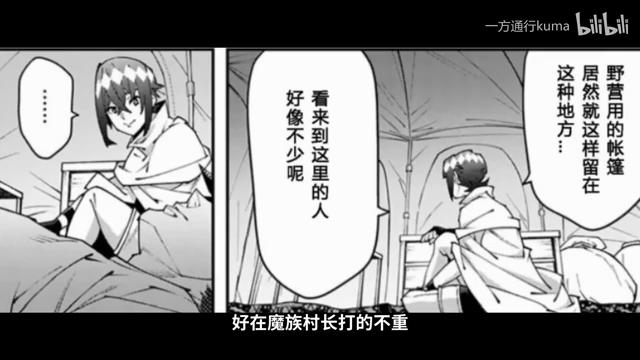 一方通行kuma bilibili
野营用的帐篷
居然就这样留在
这种地方…
看来到这里的人
好像不少呢
……
好在魔族村长打的不重